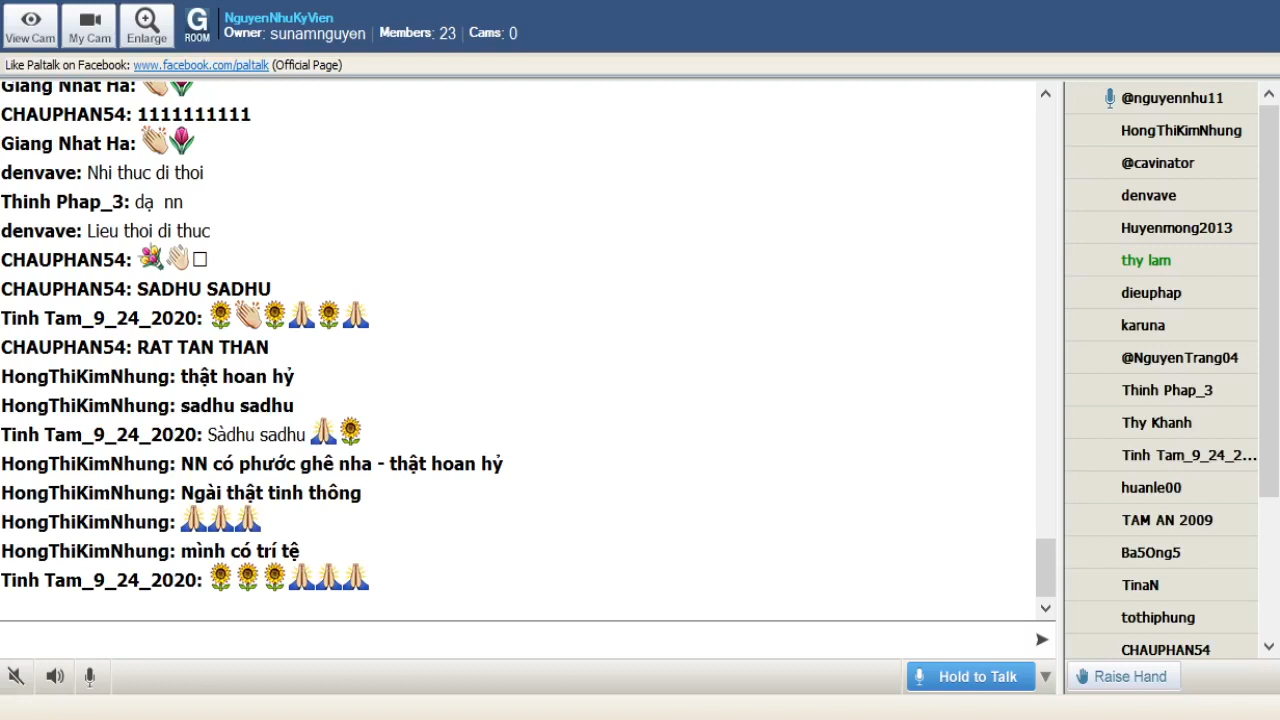 View Cam
My Cam
Enlarge
G
ROOM
NguyenNhuKyVien
Owner: sunamnguyen Members: 23 Cams: 0
Like Paltalk on Facebook: www.facebook.com/paltalk (Official Page)
Giang Nhat Ha: 👏🌷
CHAUPHAN54: 1111111111
Giang Nhat Ha: 👏🌷
denvave: Nhi thuc di thoi
Thinh Phap_3: dạ nn
denvave: Lieu thoi di thuc
CHAUPHAN54: 💐👏□
CHAUPHAN54: SADHU SADHU
Tinh Tam_9_24_2020: 🌻👏🌻🙏🌻🙏
CHAUPHAN54: RAT TAN THAN
HongThiKimNhung: thật hoan hỷ
HongThiKimNhung: sadhu sadhu
Tinh Tam_9_24_2020: Sàdhu sadhu 🙏🌻
HongThiKimNhung: NN có phước ghê nha - thật hoan hỷ
HongThiKimNhung: Ngài thật tinh thông
HongThiKimNhung: 🙏🙏🙏
HongThiKimNhung: mình có trí tệ
Tinh Tam_9_24_2020: 🌻🌻🌻🙏🙏🙏
Hold to Talk
@nguyennhu11
HongThiKimNhung
@cavinator
denvave
Huyenmong2013
thy lam
dieuphap
karuna
@NguyenTrang04
Thinh Phap_3
Thy Khanh
Tinh Tam_9_24_2...
huanle00
TAM AN 2009
Ba5Ong5
TinaN
tothiphung
CHAUPHAN54
Raise Hand